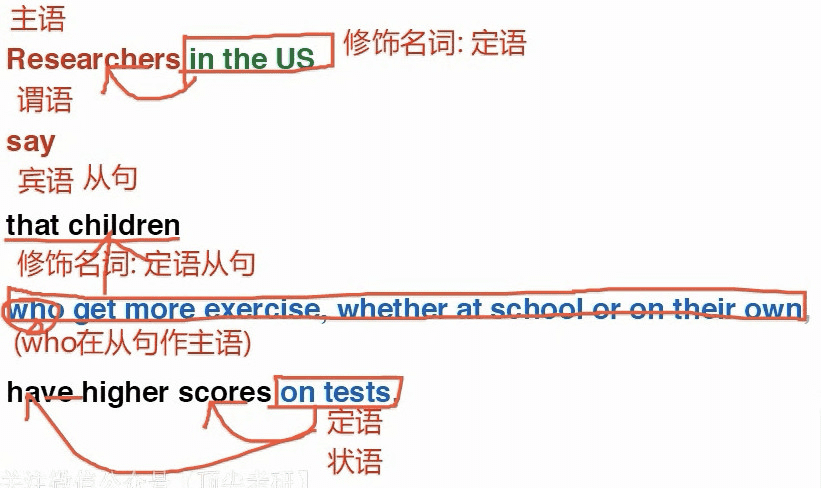 主语
Researchers in the US 修饰名词: 定语
谓语
say
宾语 从句
that children
修饰名词: 定语从句
who get more exercise, whether at school or on their own,
(who在从句作主语)
have higher scores on tests.
定语
状语